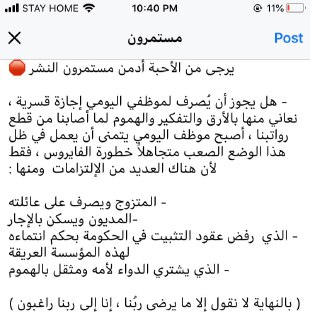 STAY HOME 10:40 PM 11%
مستمرون Post
يرجى من الأحبة أدمن مستمرون النشر 🛑
- هل يجوز أن يُصرف لموظفي اليومي إجازة قسرية ،
نعاني منها بالأرق والتفكير والهموم لما أصابنا من قطع
رواتبنا ، أصبح موظف اليومي يتمنى أن يعمل في ظل
هذا الوضع الصعب متجاهلاً خطورة الفايروس ، فقط
لأن هناك العديد من الإلتزامات ومنها :
- المتزوج ويصرف على عائلته
-المديون ويسكن بالإجار
- الذي رفض عقود التثبيت في الحكومة بحكم انتماءه
لهذه المؤسسة العريقة
- الذي يشتري الدواء لأمه ومثقل بالهموم
( بالنهاية لا نقول إلا ما يرضي ربُنا ، إنا إلى ربنا راغبون )